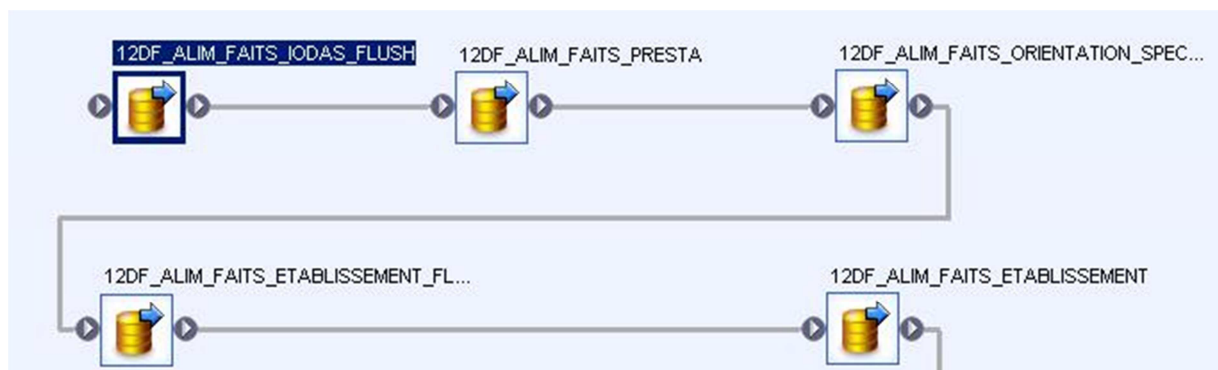 12DF_ALIM_FAITS_IODAS_FLUSH
12DF_ALIM_FAITS_PRESTA
12DF_ALIM_FAITS_ORIENTATION_SPEC...
12DF_ALIM_FAITS_ETABLISSEMENT_FL...
12DF_ALIM_FAITS_ETABLISSEMENT